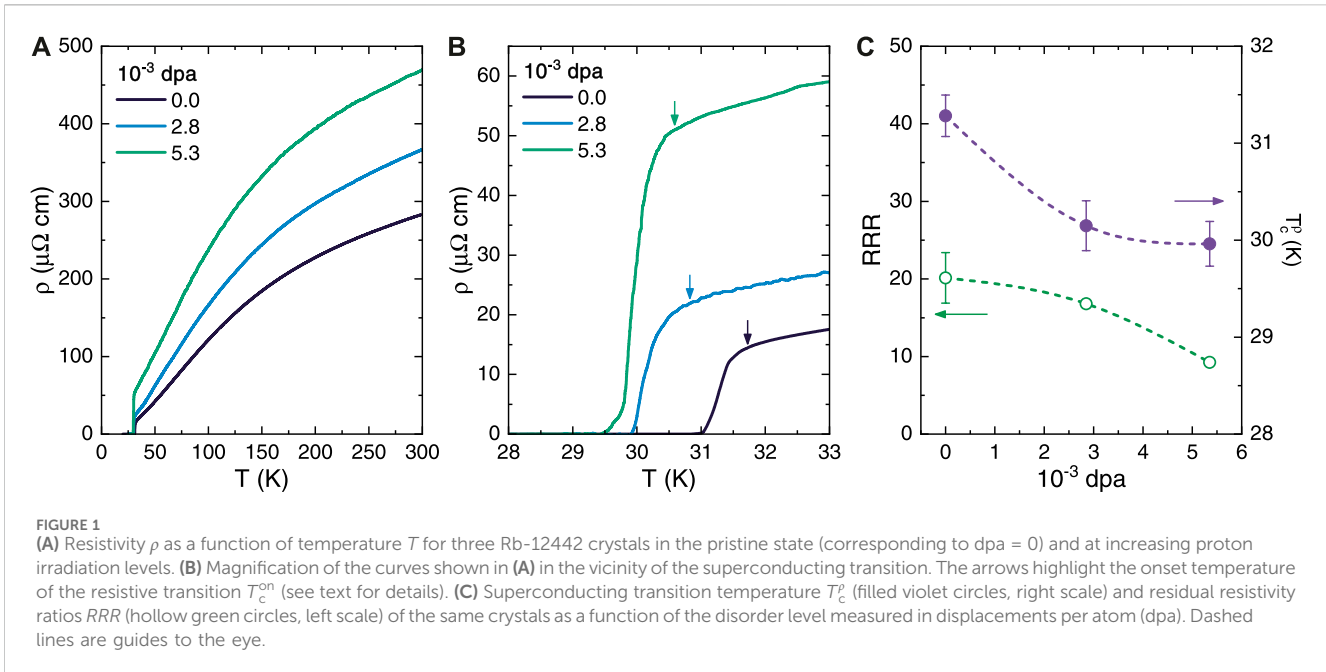 A
500
400
300
200
100
0
ρ (μΩ cm)
10⁻³ dpa
0.0
2.8
5.3
0 50 100 150 200 250 300
T (K)
B
60
50
40
30
20
10
0
ρ (μΩ cm)
10⁻³ dpa
0.0
2.8
5.3
28 29 30 31 32 33
T (K)
C
50
40
30
20
10
0
RRR
32
31
30
29
28
T_c^ρ (K)
0 1 2 3 4 5 6
10⁻³ dpa
FIGURE 1
(A) Resistivity ρ as a function of temperature T for three Rb-12442 crystals in the pristine state (corresponding to dpa = 0) and at increasing proton
irradiation levels. (B) Magnification of the curves shown in (A) in the vicinity of the superconducting transition. The arrows highlight the onset temperature
of the resistive transition T_c^on (see text for details). (C) Superconducting transition temperature T_c^ρ (filled violet circles, right scale) and residual resistivity
ratios RRR (hollow green circles, left scale) of the same crystals as a function of the disorder level measured in displacements per atom (dpa). Dashed
lines are guides to the eye.